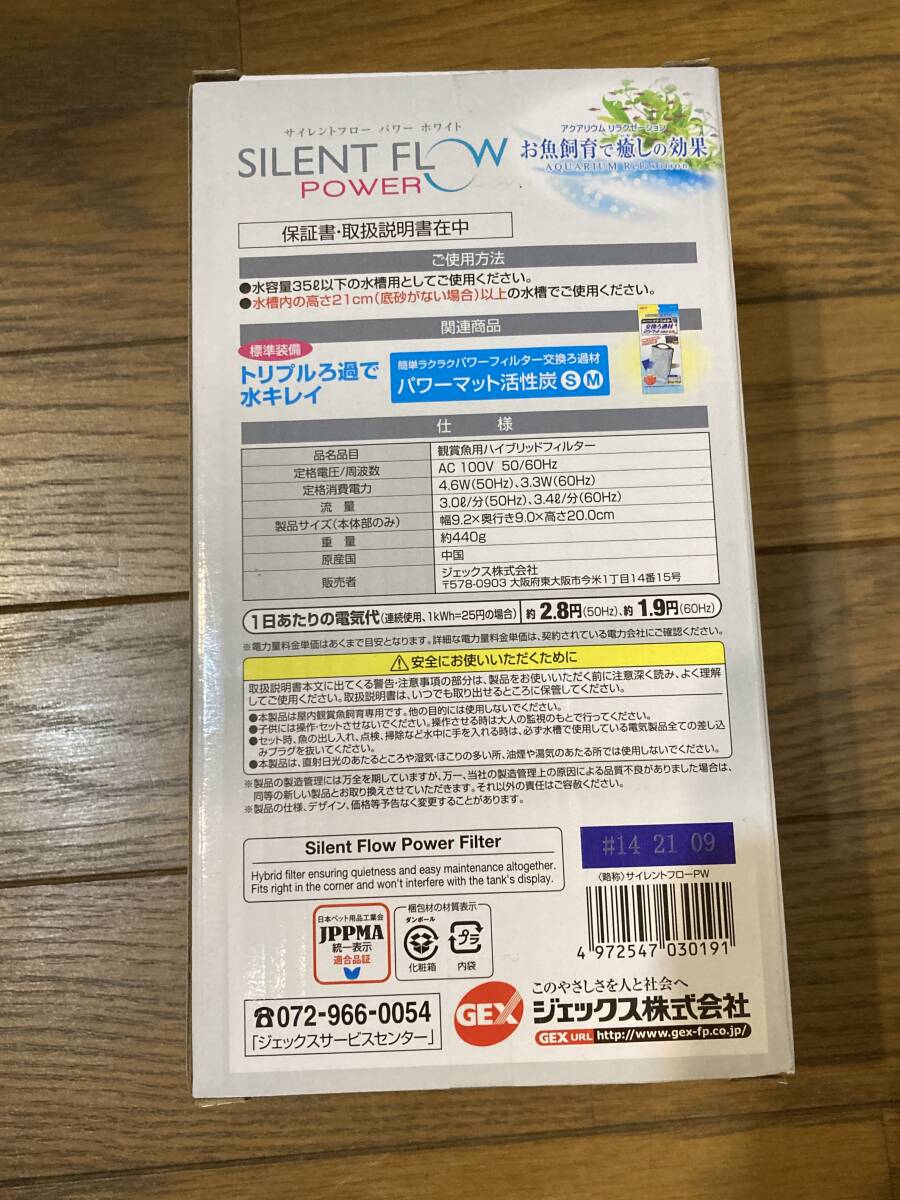 サイレントフロー パワー ホワイト
SILENT FLOW
POWER
アクアリウム リラクゼーション
お魚飼育で癒しの効果
AQUARIUM Relaxation
保証書・取扱説明書在中
ご使用方法
●水容量35ℓ以下の水槽用としてご使用ください。
●水槽内の高さ21cm(底砂がない場合)以上の水槽でご使用ください。
関連商品
標準装備
トリプルろ過で
水キレイ
簡単ラクラクパワーフィルター交換ろ過材
パワーマット活性炭 S M
仕 様
品名品目 観賞魚用ハイブリッドフィルター
定格電圧/周波数 AC 100V 50/60Hz
定格消費電力 4.6W(50Hz)、3.3W(60Hz)
流 量 3.0ℓ/分(50Hz)、3.4ℓ/分(60Hz)
製品サイズ(本体部のみ) 幅9.2×奥行き9.0×高さ20.0cm
重 量 約440g
原産国 中国
販売者 ジェックス株式会社
〒578-0903 大阪府東大阪市今米1丁目14番15号
1日あたりの電気代(連続使用、1kWh=25円の場合) 約2.8円(50Hz)、約1.9円(60Hz)
※電力量料金単価はあくまで目安となります。詳細な電力量料金単価は、契約されている電力会社にご確認ください。
安全にお使いいただくために
取扱説明書本文に出てくる警告・注意事項の部分は、製品をお使いいただく前に注意深く読み、よく理解
してご使用ください。取扱説明書は、いつでも取り出せるところに保管してください。
●本製品は屋内観賞魚飼育専用です。他の目的には使用しないでください。
●子供には操作・セットさせないでください。操作させる時は大人の監視のもとで行ってください。
●セット時、魚の出し入れ、点検、掃除など水中に手を入れる時は、必ず水槽で使用している電気製品全ての差し込
みプラグを抜いてください。
●本製品は、直射日光のあたるところや湿気・ほこりの多い所、油煙や湯気のあたる所では使用しないでください。
※製品の製造管理には万全を期していますが、万一、当社の製造管理上の原因による品質不良がありました場合は、
同等の新しい製品とお取り換えさせていただきます。それ以外の責任はご容赦ください。
※製品の仕様、デザイン、価格等予告なく変更することがあります。
Silent Flow Power Filter
Hybrid filter ensuring quietness and easy maintenance altogether.
Fits right in the corner and won't interfere with the tank's display.
#14 21 09
〈略称〉サイレントフローPW
4 972547 030191
日本ペット用品工業会
JPPMA
統一表示
適合品証
梱包材の材質表示
ダンボール
化粧箱
プラ
内袋
☎072-966-0054
「ジェックスサービスセンター」
GEX
このやさしさを人と社会へ
ジェックス株式会社
GEX URL http://www.gex-fp.co.jp/